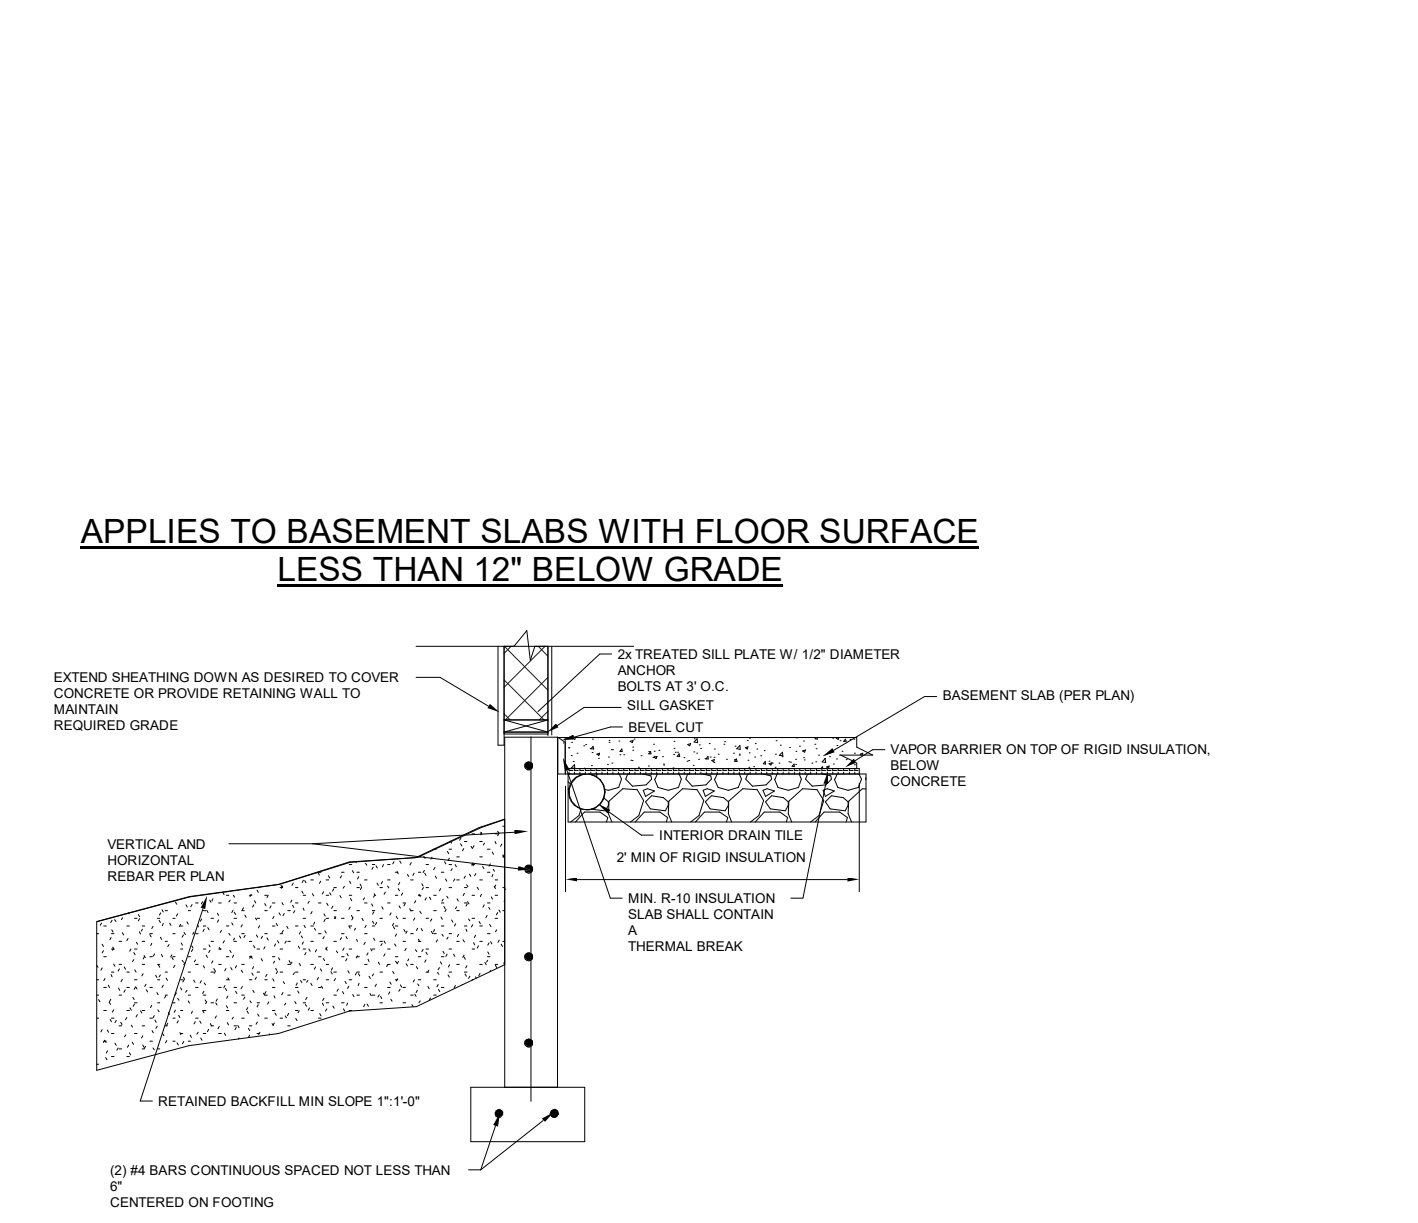 APPLIES TO BASEMENT SLABS WITH FLOOR SURFACE
LESS THAN 12" BELOW GRADE
2x TREATED SILL PLATE W/ 1/2" DIAMETER
ANCHOR
BOLTS AT 3' O.C.
EXTEND SHEATHING DOWN AS DESIRED TO COVER
CONCRETE OR PROVIDE RETAINING WALL TO
MAINTAIN
REQUIRED GRADE
BASEMENT SLAB (PER PLAN)
SILL GASKET
BEVEL CUT
VAPOR BARRIER ON TOP OF RIGID INSULATION,
BELOW
CONCRETE
INTERIOR DRAIN TILE
VERTICAL AND
HORIZONTAL
REBAR PER PLAN
2' MIN OF RIGID INSULATION
MIN. R-10 INSULATION
SLAB SHALL CONTAIN
A
THERMAL BREAK
RETAINED BACKFILL MIN SLOPE 1":1'-0"
(2) #4 BARS CONTINUOUS SPACED NOT LESS THAN
6"
CENTERED ON FOOTING